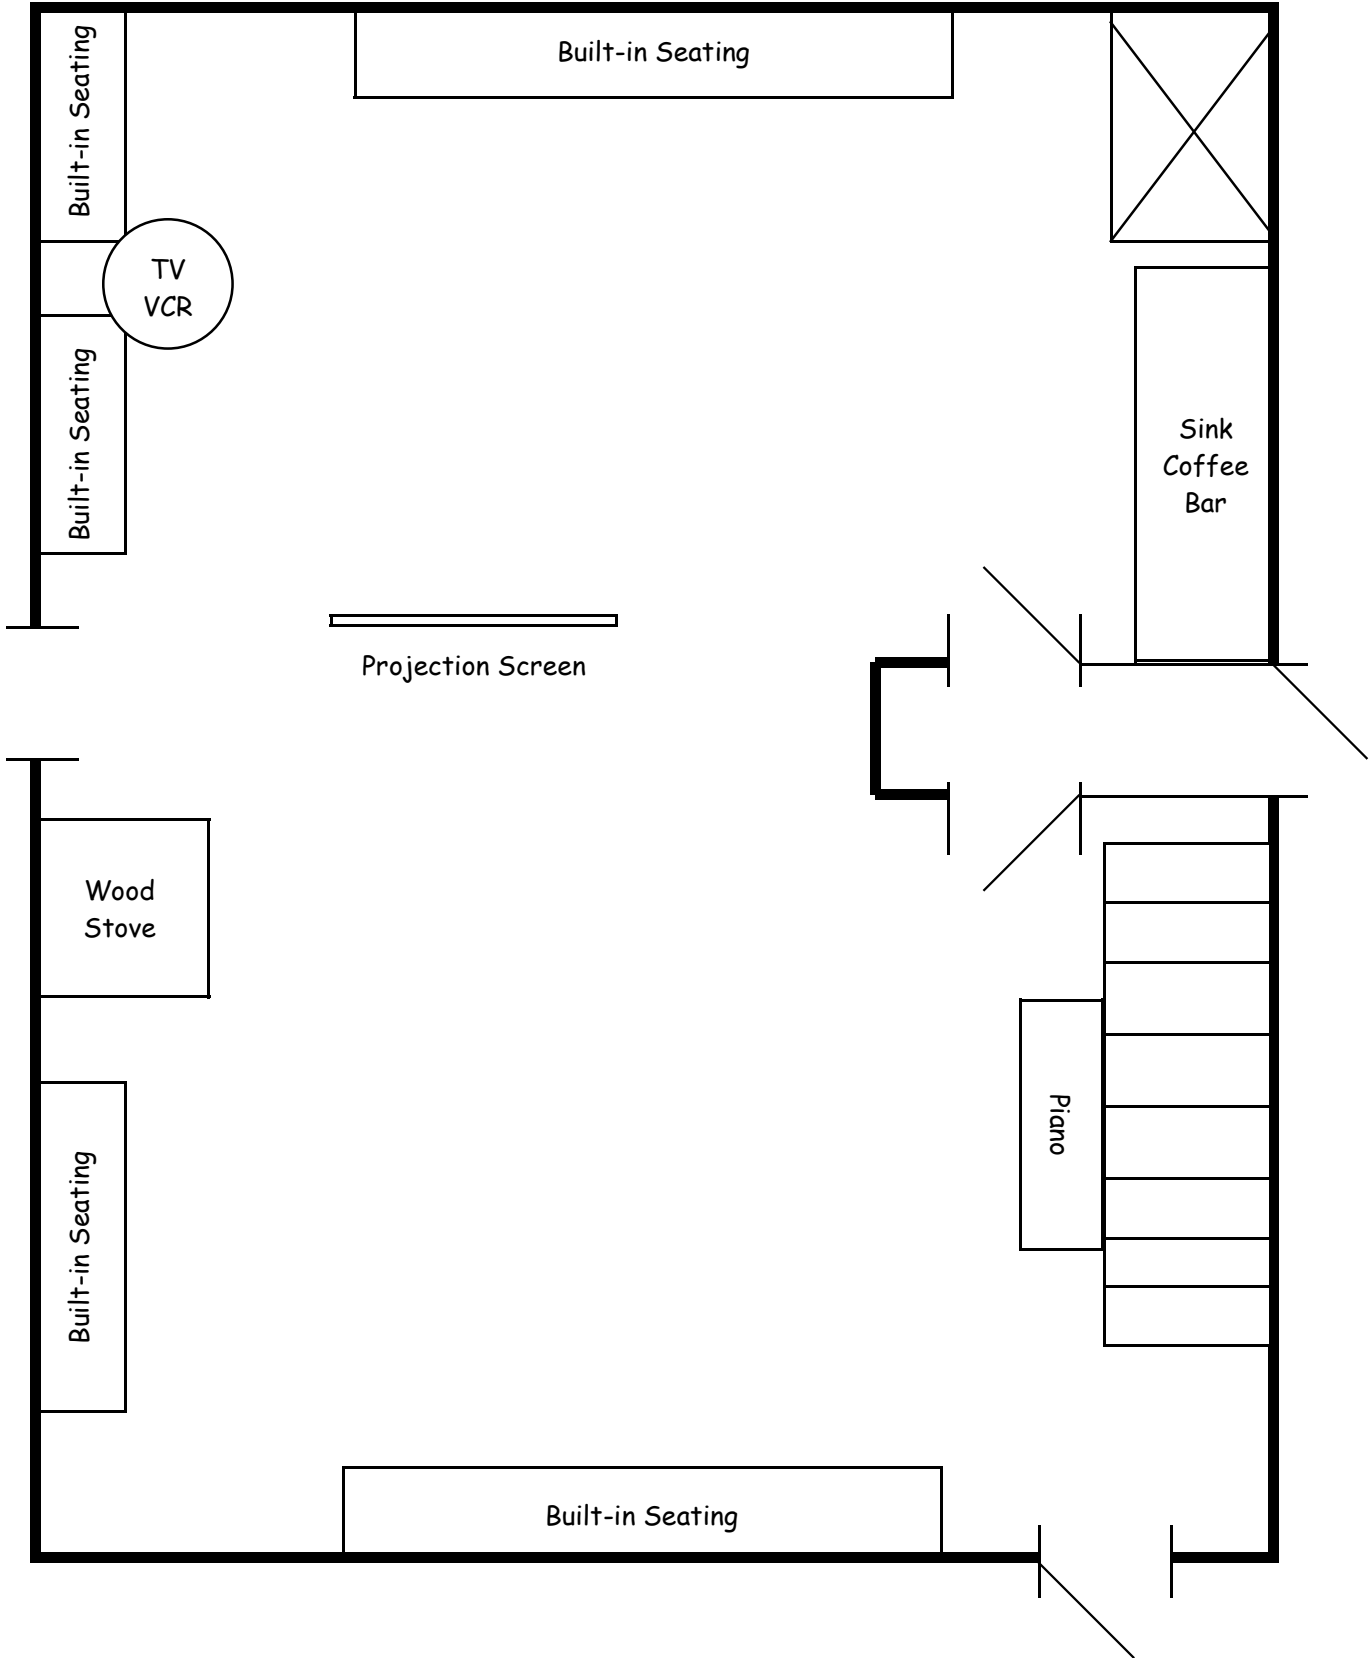 Built-in Seating
Built-in Seating
TV
VCR
Built-in Seating
Sink
Coffee
Bar
Projection Screen
Wood
Stove
Piano
Built-in Seating
Built-in Seating